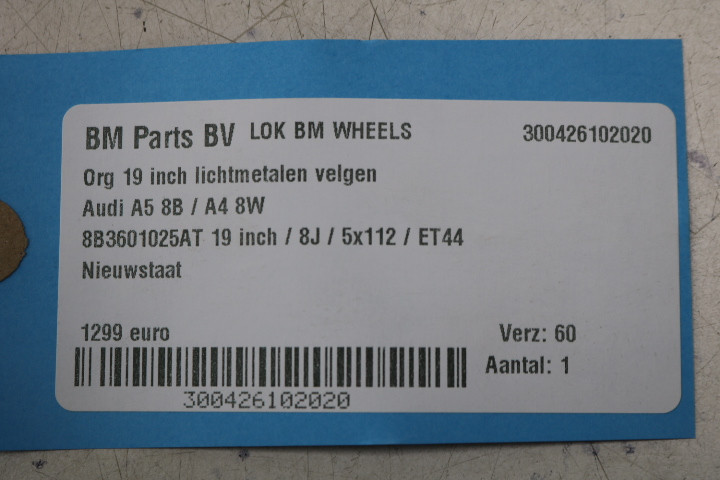 BM Parts BV LOK BM WHEELS 300426102020
Org 19 inch lichtmetalen velgen
Audi A5 8B / A4 8W
8B3601025AT 19 inch / 8J / 5x112 / ET44
Nieuwstaat
1299 euro Verz: 60
Aantal: 1
300426102020